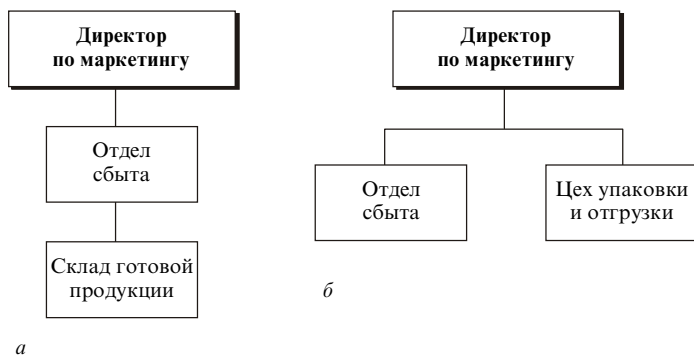 Директор
по маркетингу
Отдел
сбыта
Склад готовой
продукции
а
Директор
по маркетингу
Отдел
сбыта
Цех упаковки
и отгрузки
б